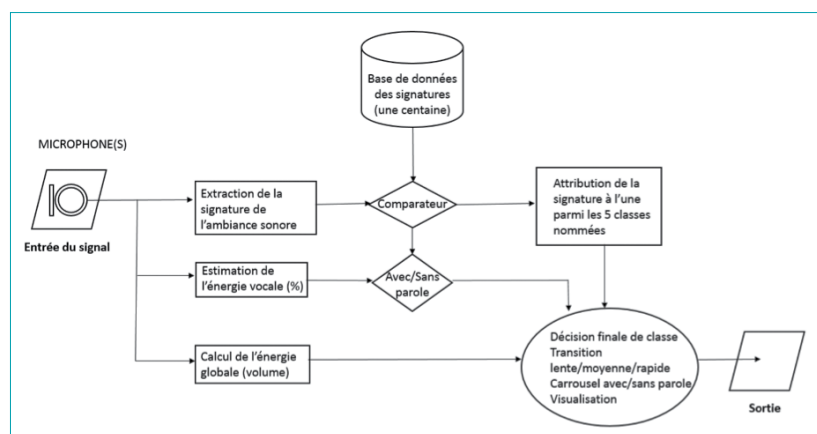 Base de données
des signatures
(une centaine)
MICROPHONE(S)
Entrée du signal
Extraction de la
signature de
l'ambiance sonore
Comparateur
Attribution de la
signature à l'une
parmi les 5 classes
nommées
Estimation de
l'énergie vocale (%)
Avec/Sans
parole
Calcul de l'énergie
globale (volume)
Décision finale de classe
Transition
lente/moyenne/rapide
Carrousel avec/sans parole
Visualisation
Sortie